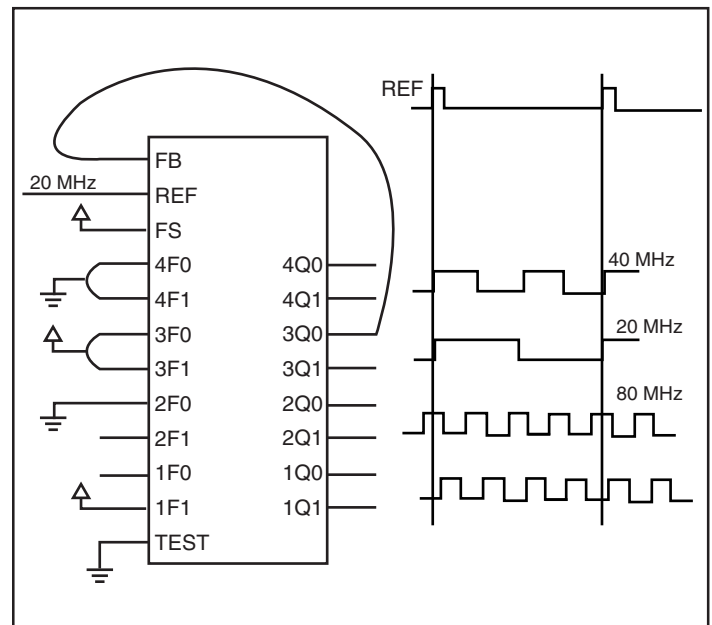 REF
FB
20 MHz
REF
FS
4F0 4Q0
40 MHz
4F1 4Q1
3F0 3Q0
20 MHz
3F1 3Q1
2F0 2Q0
80 MHz
2F1 2Q1
1F0 1Q0
1F1 1Q1
TEST